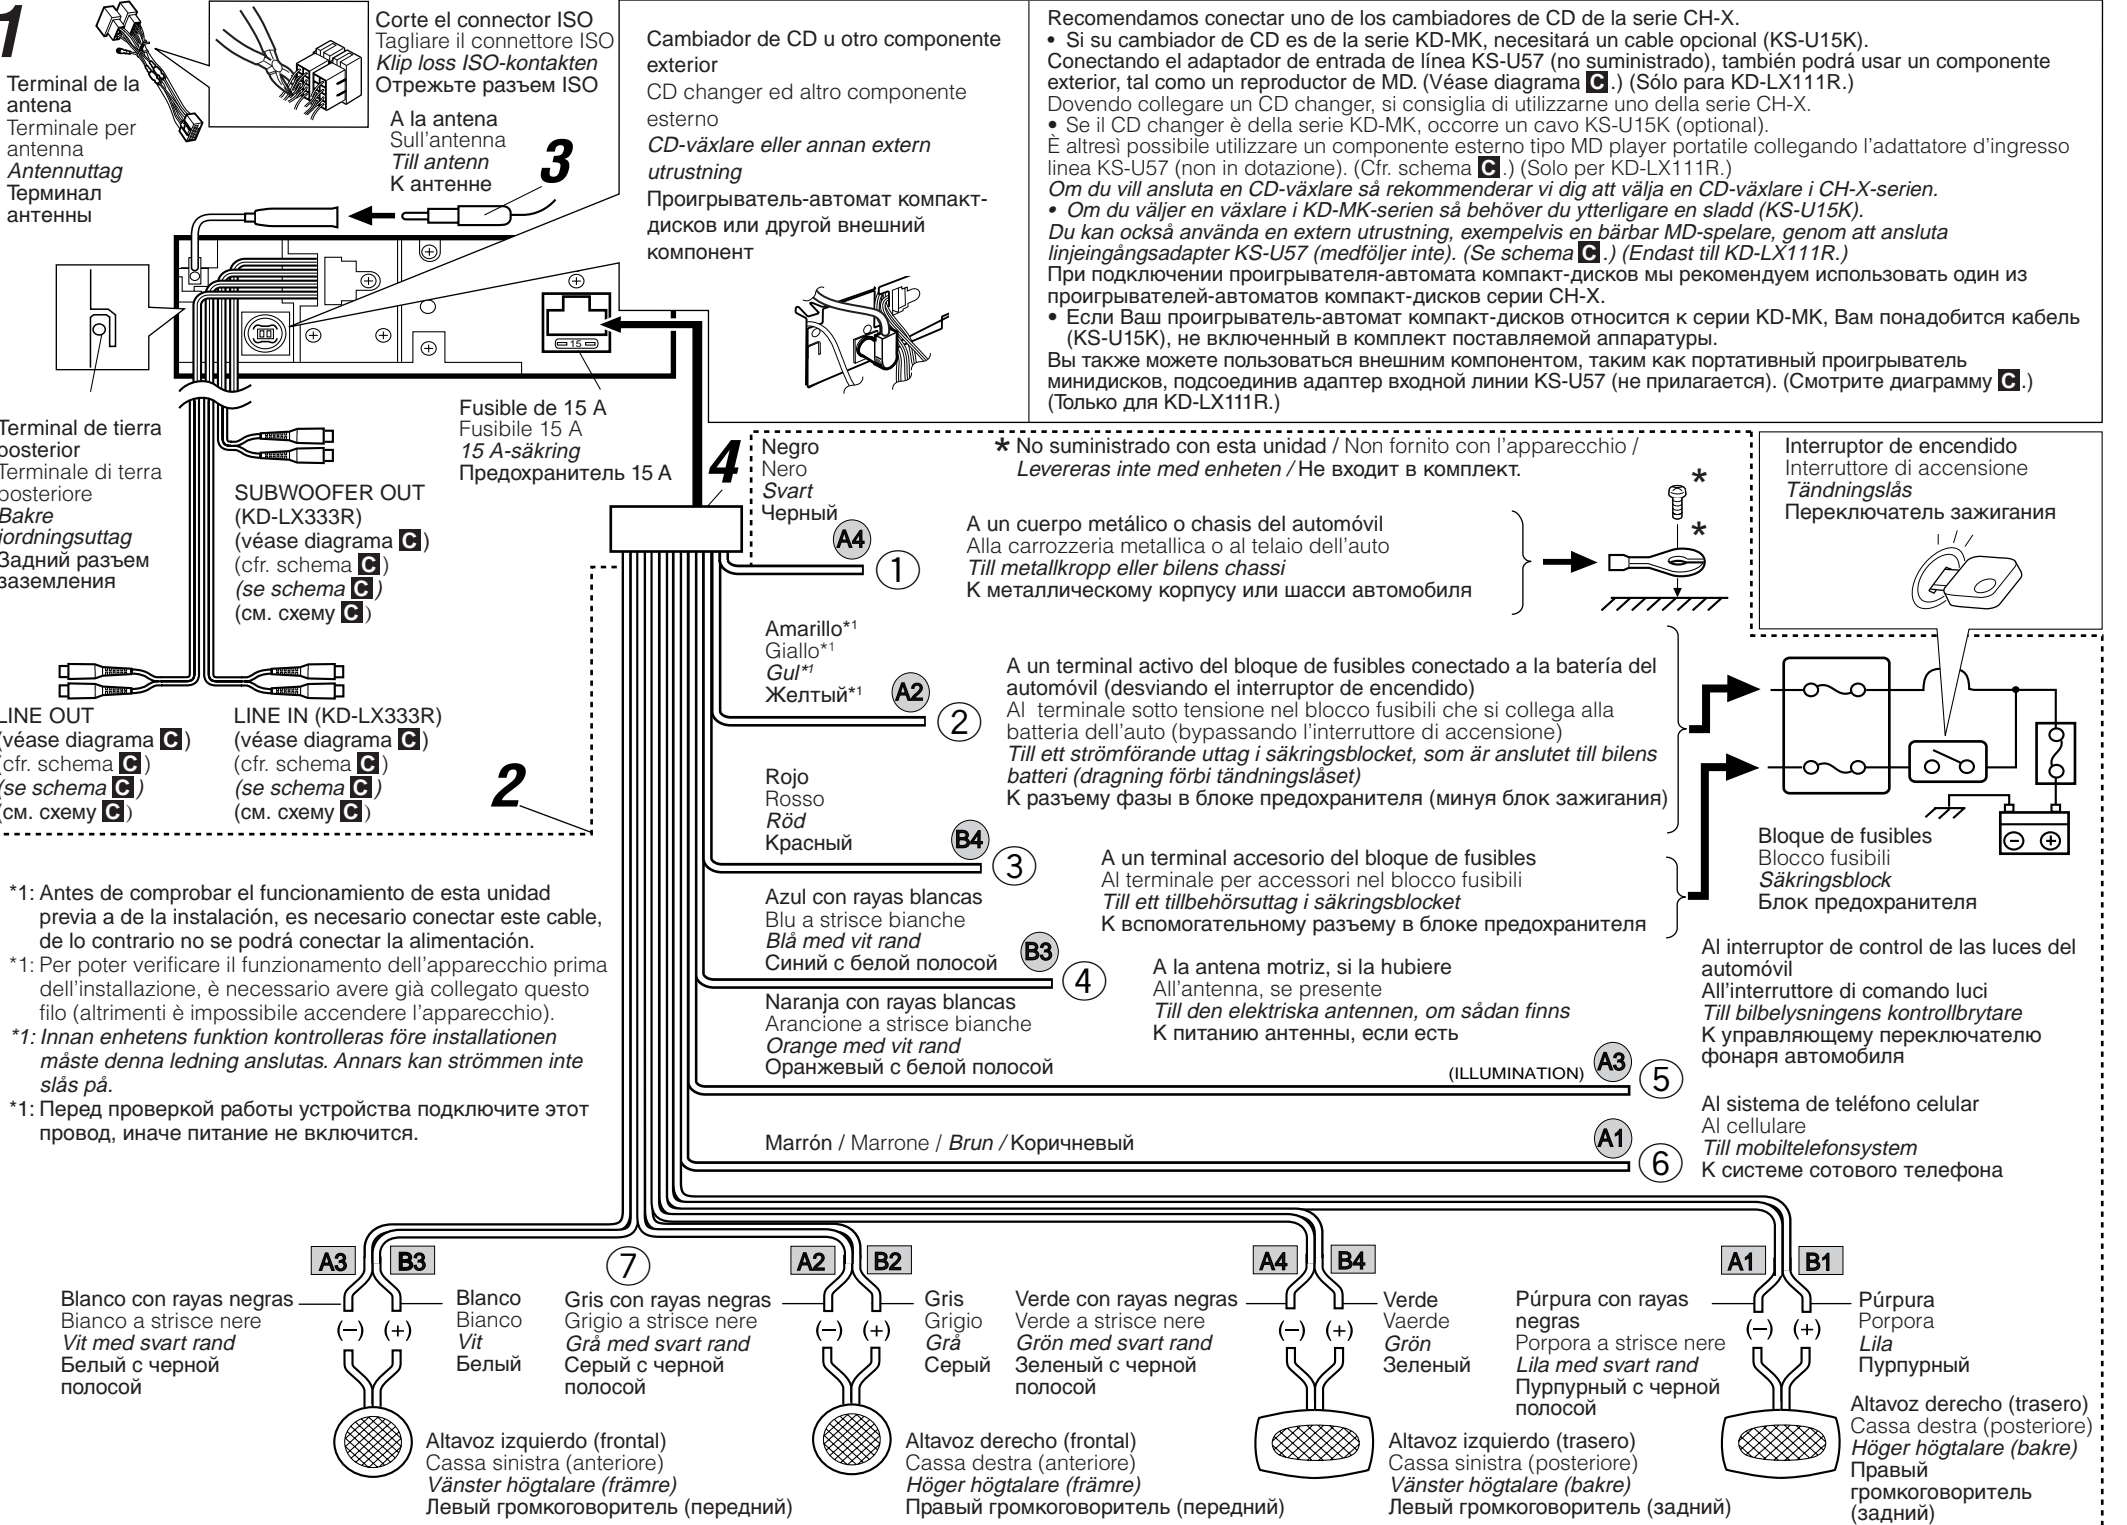 1
Corte el connector ISO
Tagliare il connettore ISO
Klip loss ISO-kontakten
Отрежьте разъем ISO
Terminal de la
antena
Terminale per
antenna
Antennuttag
Терминал
антенны
A la antena
Sull'antenna
Till antenn
К антенне
3
Cambiador de CD u otro componente
exterior
CD changer ed altro componente
esterno
CD-växlare eller annan extern
utrustning
Проигрыватель-автомат компакт-
дисков или другой внешний
компонент
Recomendamos conectar uno de los cambiadores de CD de la serie CH-X.
• Si su cambiador de CD es de la serie KD-MK, necesitará un cable opcional (KS-U15K).
Conectando el adaptador de entrada de línea KS-U57 (no suministrado), también podrá usar un componente
exterior, tal como un reproductor de MD. (Véase diagrama C.) (Sólo para KD-LX111R.)
Dovendo collegare un CD changer, si consiglia di utilizzarne uno della serie CH-X.
• Se il CD changer è della serie KD-MK, occorre un cavo KS-U15K (optional).
È altresì possibile utilizzare un componente esterno tipo MD player portatile collegando l'adattatore d'ingresso
linea KS-U57 (non in dotazione). (Cfr. schema C.) (Solo per KD-LX111R.)
Om du vill ansluta en CD-växlare så rekommenderar vi dig att välja en CD-växlare i CH-X-serien.
• Om du väljer en växlare i KD-MK-serien så behöver du ytterligare en sladd (KS-U15K).
Du kan också använda en extern utrustning, exempelvis en bärbar MD-spelare, genom att ansluta
linjeingångsadapter KS-U57 (medföljer inte). (Se schema C.) (Endast till KD-LX111R.)
При подключении проигрывателя-автомата компакт-дисков мы рекомендуем использовать один из
проигрывателей-автоматов компакт-дисков серии CH-X.
• Если Ваш проигрыватель-автомат компакт-дисков относится к серии KD-MK, Вам понадобится кабель
(KS-U15K), не включенный в комплект поставляемой аппаратуры.
Вы также можете пользоваться внешним компонентом, таким как портативный проигрыватель
минидисков, подсоединив адаптер входной линии KS-U57 (не прилагается). (Смотрите диаграмму C.)
(Только для KD-LX111R.)
15
Fusible de 15 A
Fusibile 15 A
15 A-säkring
Предохранитель 15 A
4
Terminal de tierra
posterior
Terminale di terra
posteriore
Bakre
jordningsuttag
Задний разъем
заземления
SUBWOOFER OUT
(KD-LX333R)
(véase diagrama C)
(cfr. schema C)
(se schema C)
(см. схему C)
LINE OUT
(véase diagrama C)
(cfr. schema C)
(se schema C)
(см. схему C)
LINE IN (KD-LX333R)
(véase diagrama C)
(cfr. schema C)
(se schema C)
(см. схему C)
2
Negro
Nero
Svart
Черный
A4
1
* No suministrado con esta unidad / Non fornito con l'apparecchio /
Levereras inte med enheten / Не входит в комплект.
A un cuerpo metálico o chasis del automóvil
Alla carrozzeria metallica o al telaio dell'auto
Till metallkropp eller bilens chassi
К металлическому корпусу или шасси автомобиля
*
*
Interruptor de encendido
Interruttore di accensione
Tändningslås
Переключатель зажигания
Amarillo*1
Giallo*1
Gul*1
Желтый*1
A2
2
A un terminal activo del bloque de fusibles conectado a la batería del
automóvil (desviando el interruptor de encendido)
Al terminale sotto tensione nel blocco fusibili che si collega alla
batteria dell'auto (bypassando l'interruttore di accensione)
Till ett strömförande uttag i säkringsblocket, som är anslutet till bilens
batteri (dragning förbi tändningslåset)
К разъему фазы в блоке предохранителя (минуя блок зажигания)
Rojo
Rosso
Röd
Красный
B4
3
A un terminal accesorio del bloque de fusibles
Al terminale per accessori nel blocco fusibili
Till ett tillbehörsuttag i säkringsblocket
К вспомогательному разъему в блоке предохранителя
Bloque de fusibles
Blocco fusibili
Säkringsblock
Блок предохранителя
*1: Antes de comprobar el funcionamiento de esta unidad
previa a de la instalación, es necesario conectar este cable,
de lo contrario no se podrá conectar la alimentación.
*1: Per poter verificare il funzionamento dell'apparecchio prima
dell'installazione, è necessario avere già collegato questo
filo (altrimenti è impossibile accendere l'apparecchio).
*1: Innan enhetens funktion kontrolleras före installationen
måste denna ledning anslutas. Annars kan strömmen inte
slås på.
*1: Перед проверкой работы устройства подключите этот
провод, иначе питание не включится.
Azul con rayas blancas
Blu a strisce bianche
Blå med vit rand
Синий с белой полосой
B3
4
A la antena motriz, si la hubiere
All'antenna, se presente
Till den elektriska antennen, om sådan finns
К питанию антенны, если есть
Naranja con rayas blancas
Arancione a strisce bianche
Orange med vit rand
Оранжевый с белой полосой
(ILLUMINATION)
A3
5
Al interruptor de control de las luces del
automóvil
All'interruttore di comando luci
Till bilbelysningens kontrollbrytare
К управляющему переключателю
фонаря автомобиля
Marrón / Marrone / Brun / Коричневый
A1
6
Al sistema de teléfono celular
Al cellulare
Till mobiltelefonsystem
К системе сотового телефона
7
A3
B3
Blanco con rayas negras
Bianco a strisce nere
Vit med svart rand
Белый с черной
полосой
(−) (+)
Blanco
Bianco
Vit
Белый
Altavoz izquierdo (frontal)
Cassa sinistra (anteriore)
Vänster högtalare (främre)
Левый громкоговоритель (передний)
A2
B2
Gris con rayas negras
Grigio a strisce nere
Grå med svart rand
Серый с черной
полосой
(−) (+)
Gris
Grigio
Grå
Серый
Altavoz derecho (frontal)
Cassa destra (anteriore)
Höger högtalare (främre)
Правый громкоговоритель (передний)
A4
B4
Verde con rayas negras
Verde a strisce nere
Grön med svart rand
Зеленый с черной
полосой
(−) (+)
Verde
Vaerde
Grön
Зеленый
Altavoz izquierdo (trasero)
Cassa sinistra (posteriore)
Vänster högtalare (bakre)
Левый громкоговоритель (задний)
A1
B1
Púrpura con rayas
negras
Porpora a strisce nere
Lila med svart rand
Пурпурный с черной
полосой
(−) (+)
Púrpura
Porpora
Lila
Пурпурный
Altavoz derecho (trasero)
Cassa destra (posteriore)
Höger högtalare (bakre)
Правый
громкоговоритель
(задний)